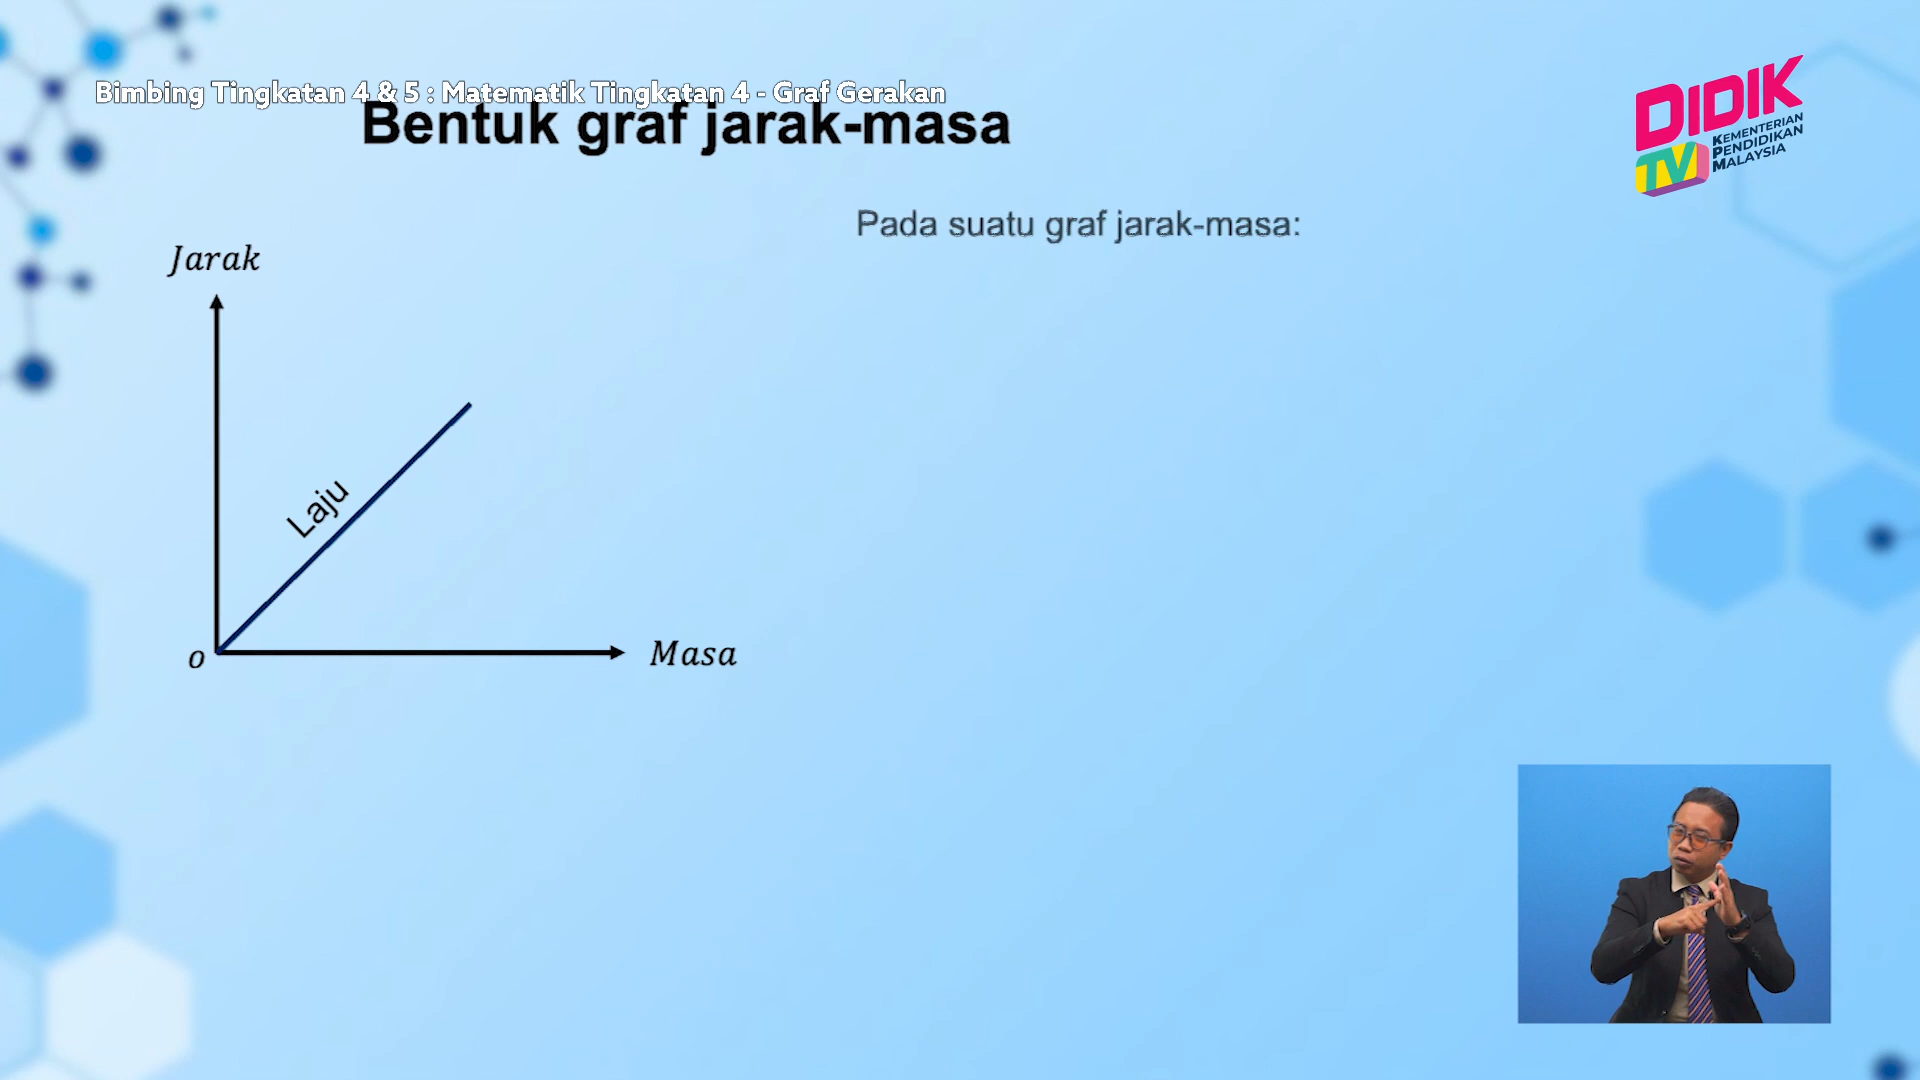 Bimbing Tingkatan 4 & 5 : Matematik Tingkatan 4 - Graf Gerakan
Bentuk graf jarak-masa
DIDIK
TV
KEMENTERIAN
PENDIDIKAN
MALAYSIA
Pada suatu graf jarak-masa:
Jarak
Laju
o
Masa